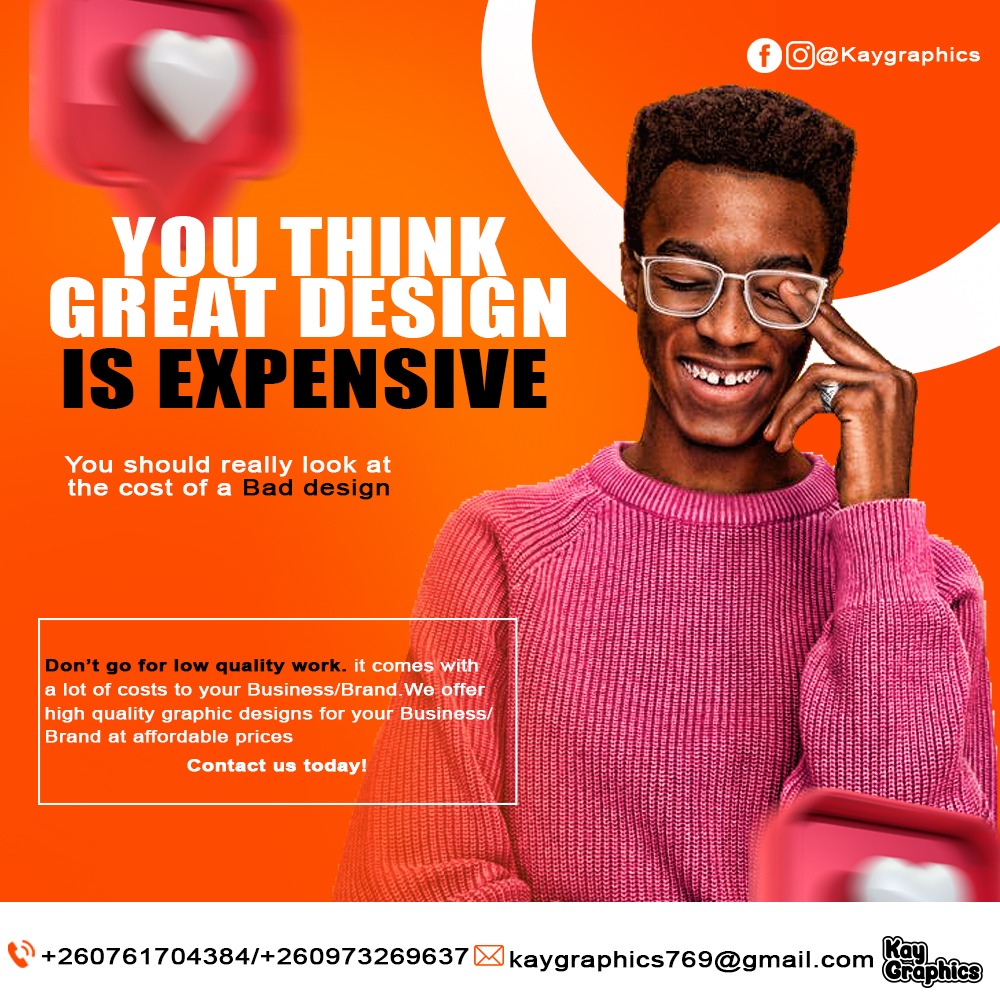 @Kaygraphics
YOU THINK
GREAT DESIGN
IS EXPENSIVE
You should really look at
the cost of a Bad design
Don’t go for low quality work. it comes with
a lot of costs to your Business/Brand.We offer
high quality graphic designs for your Business/
Brand at affordable prices
Contact us today!
+260761704384/+260973269637 kaygraphics769@gmail.com
Kay
Graphics